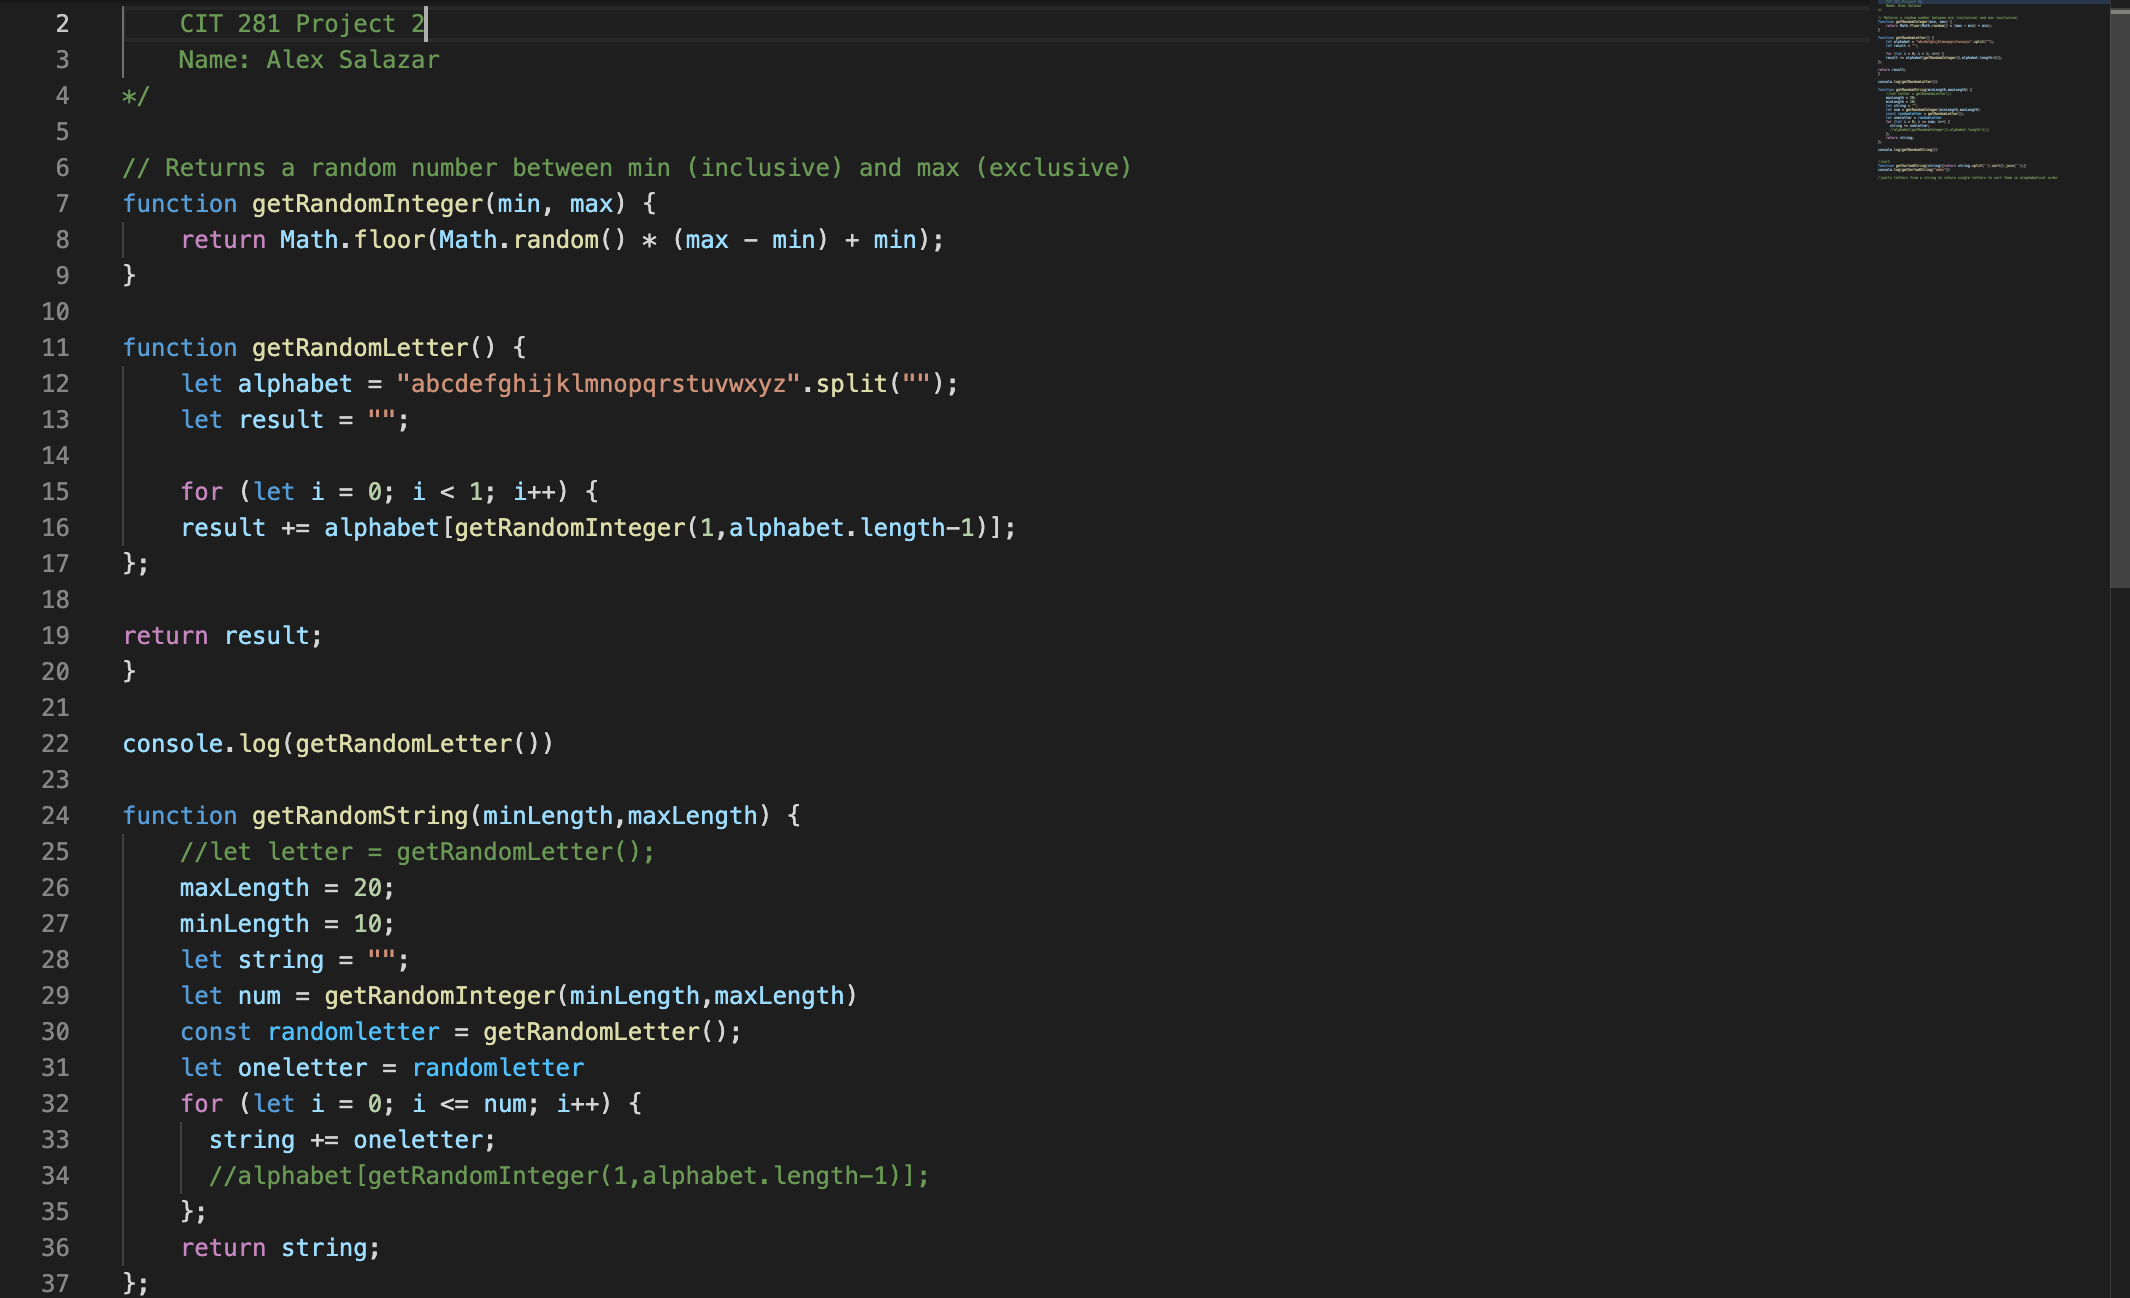 2 CIT 281 Project 2
3 Name: Alex Salazar
4 */
5
6 // Returns a random number between min (inclusive) and max (exclusive)
7 function getRandomInteger(min, max) {
8 return Math.floor(Math.random() * (max - min) + min);
9 }
10
11 function getRandomLetter() {
12 let alphabet = "abcdefghijklmnopqrstuvwxyz".split("");
13 let result = "";
14
15 for (let i = 0; i < 1; i++) {
16 result += alphabet[getRandomInteger(1,alphabet.length-1)];
17 };
18
19 return result;
20 }
21
22 console.log(getRandomLetter())
23
24 function getRandomString(minLength,maxLength) {
25 //let letter = getRandomLetter();
26 maxLength = 20;
27 minLength = 10;
28 let string = "";
29 let num = getRandomInteger(minLength,maxLength)
30 const randomletter = getRandomLetter();
31 let oneletter = randomletter
32 for (let i = 0; i <= num; i++) {
33 string += oneletter;
34 //alphabet[getRandomInteger(1,alphabet.length-1)];
35 };
36 return string;
37 };